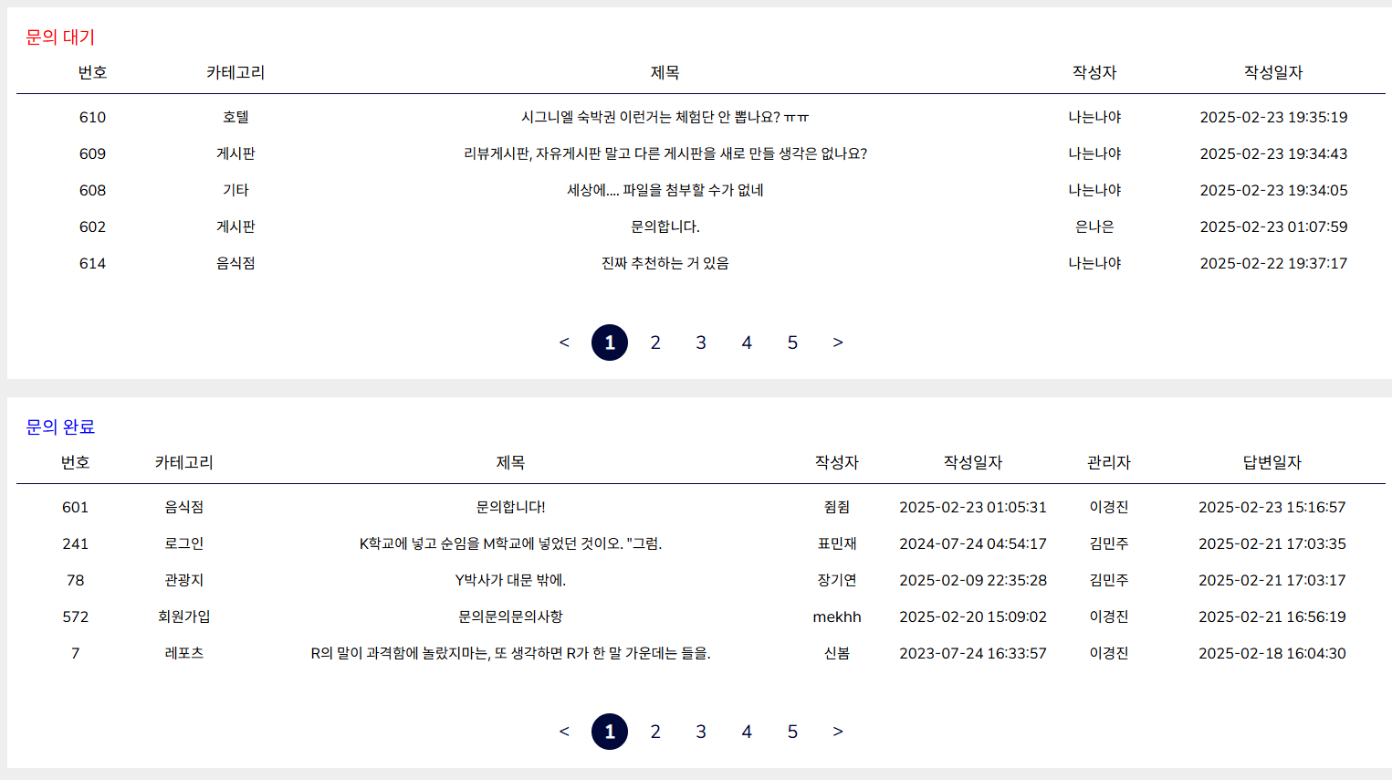 문의 대기
번호 카테고리 제목 작성자 작성일자
610 호텔 시그니엘 숙박권 이런거는 체험단 안 뽑나요? ㅠㅠ 나는나야 2025-02-23 19:35:19
609 게시판 리뷰게시판, 자유게시판 말고 다른 게시판을 새로 만들 생각은 없나요? 나는나야 2025-02-23 19:34:43
608 기타 세상에.... 파일을 첨부할 수가 없네 나는나야 2025-02-23 19:34:05
602 게시판 문의합니다. 은나은 2025-02-23 01:07:59
614 음식점 진짜 추천하는 거 있음 나는나야 2025-02-22 19:37:17
< 1 2 3 4 5 >
문의 완료
번호 카테고리 제목 작성자 작성일자 관리자 답변일자
601 음식점 문의합니다! 쥠쥠 2025-02-23 01:05:31 이경진 2025-02-23 15:16:57
241 로그인 K학교에 넣고 순임을 M학교에 넣었던 것이오. "그럼. 표민재 2024-07-24 04:54:17 김민주 2025-02-21 17:03:35
78 관광지 Y박사가 대문 밖에. 장기연 2025-02-09 22:35:28 김민주 2025-02-21 17:03:17
572 회원가입 문의문의문의사항 mekhh 2025-02-20 15:09:02 이경진 2025-02-21 16:56:19
7 레포츠 R의 말이 과격함에 놀랐지마는, 또 생각하면 R가 한 말 가운데는 들을. 신봄 2023-07-24 16:33:57 이경진 2025-02-18 16:04:30
< 1 2 3 4 5 >